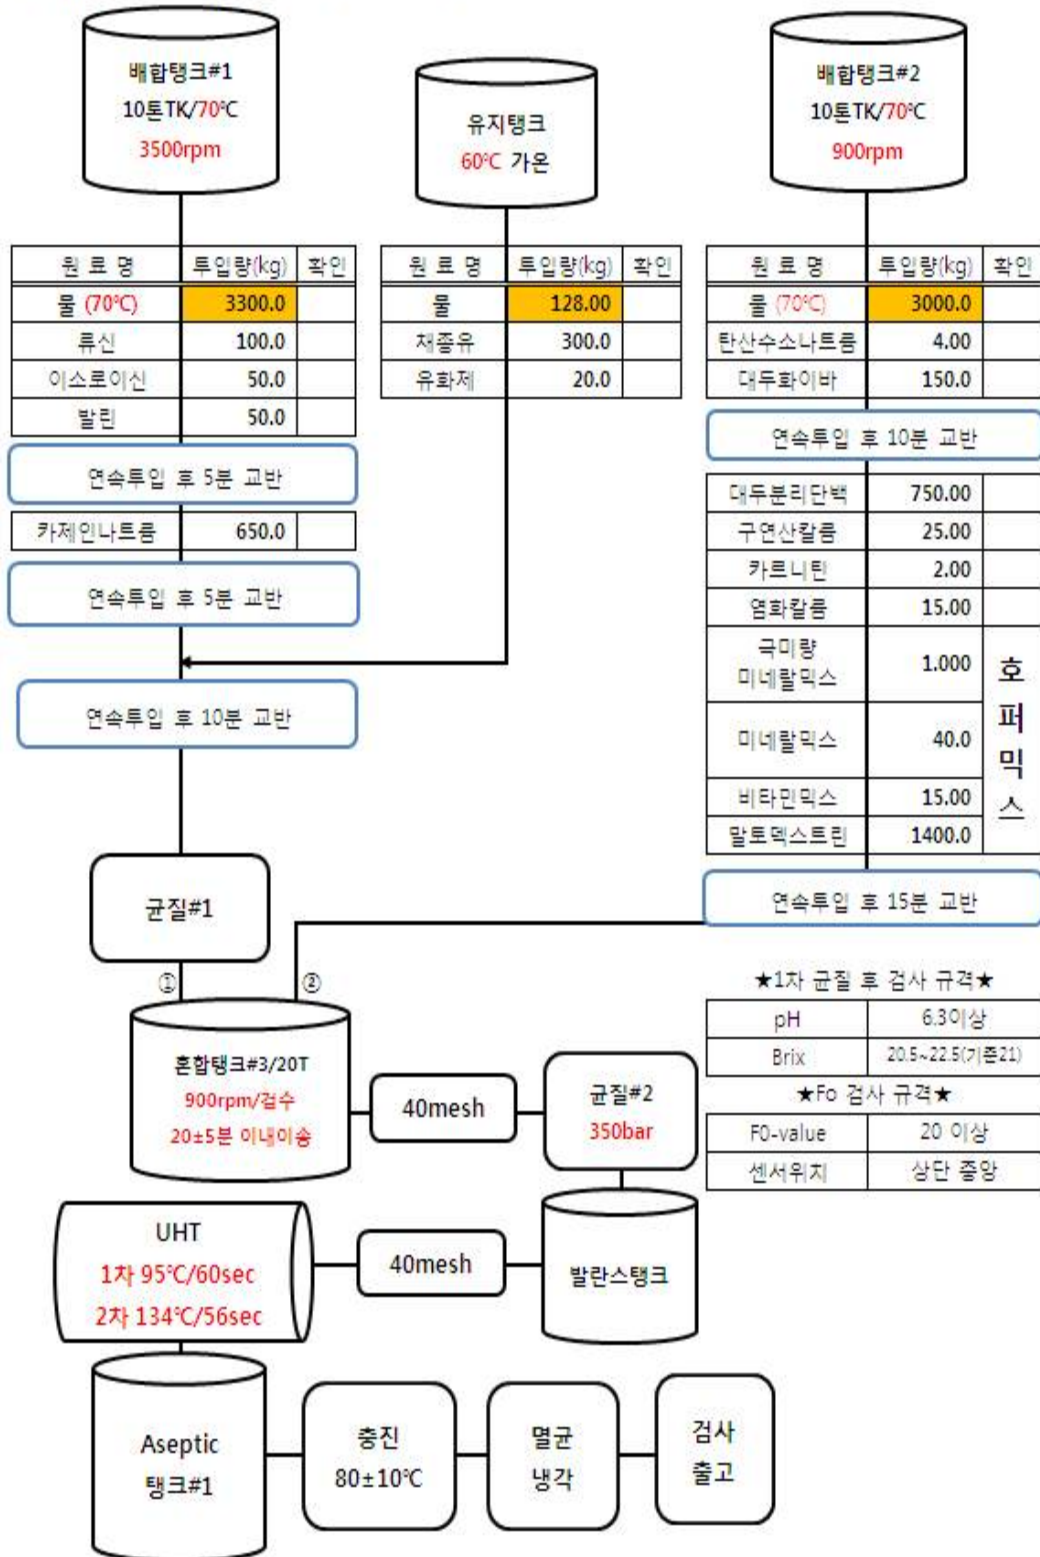 배합탱크#1
10톤TK/70℃
3500rpm
유지탱크
60℃ 가온
배합탱크#2
10톤TK/70℃
900rpm
원 료 명 투입량(kg) 확인
물 (70℃) 3300.0
류신 100.0
이소로이신 50.0
발린 50.0
연속투입 후 5분 교반
카제인나트륨 650.0
연속투입 후 5분 교반
연속투입 후 10분 교반
원 료 명 투입량(kg) 확인
물 128.00
채종유 300.0
유화제 20.0
원 료 명 투입량(kg) 확인
물 (70℃) 3000.0
탄산수소나트륨 4.00
대두화이바 150.0
연속투입 후 10분 교반
대두분리단백 750.00
구연산칼륨 25.00
카르니틴 2.00
염화칼륨 15.00
극미량
미네랄믹스 1.000
미네랄믹스 40.0
비타민믹스 15.00
말토덱스트린 1400.0
호퍼믹스
연속투입 후 15분 교반
균질#1
① ②
혼합탱크#3/20T
900rpm/검수
20±5분 이내이송
40mesh
균질#2
350bar
★1차 균질 후 검사 규격★
pH 6.3이상
Brix 20.5~22.5(기준21)
★Fo 검사 규격★
F0-value 20 이상
센서위치 상단 중앙
발란스탱크
40mesh
UHT
1차 95℃/60sec
2차 134℃/56sec
Aseptic
탱크#1
충진
80±10℃
멸균
냉각
검사
출고